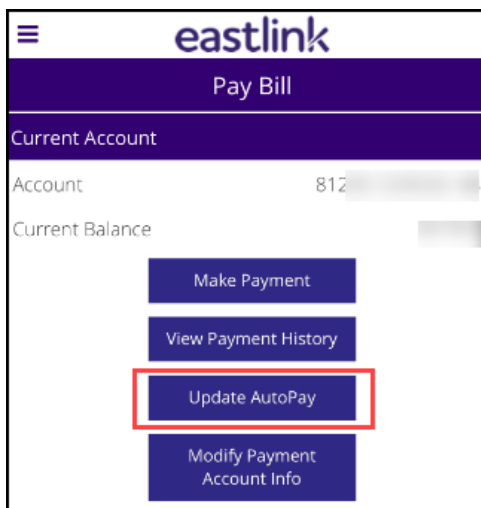 eastlink
Pay Bill
Current Account
Account 812
Current Balance
Make Payment
View Payment History
Update AutoPay
Modify Payment
Account Info